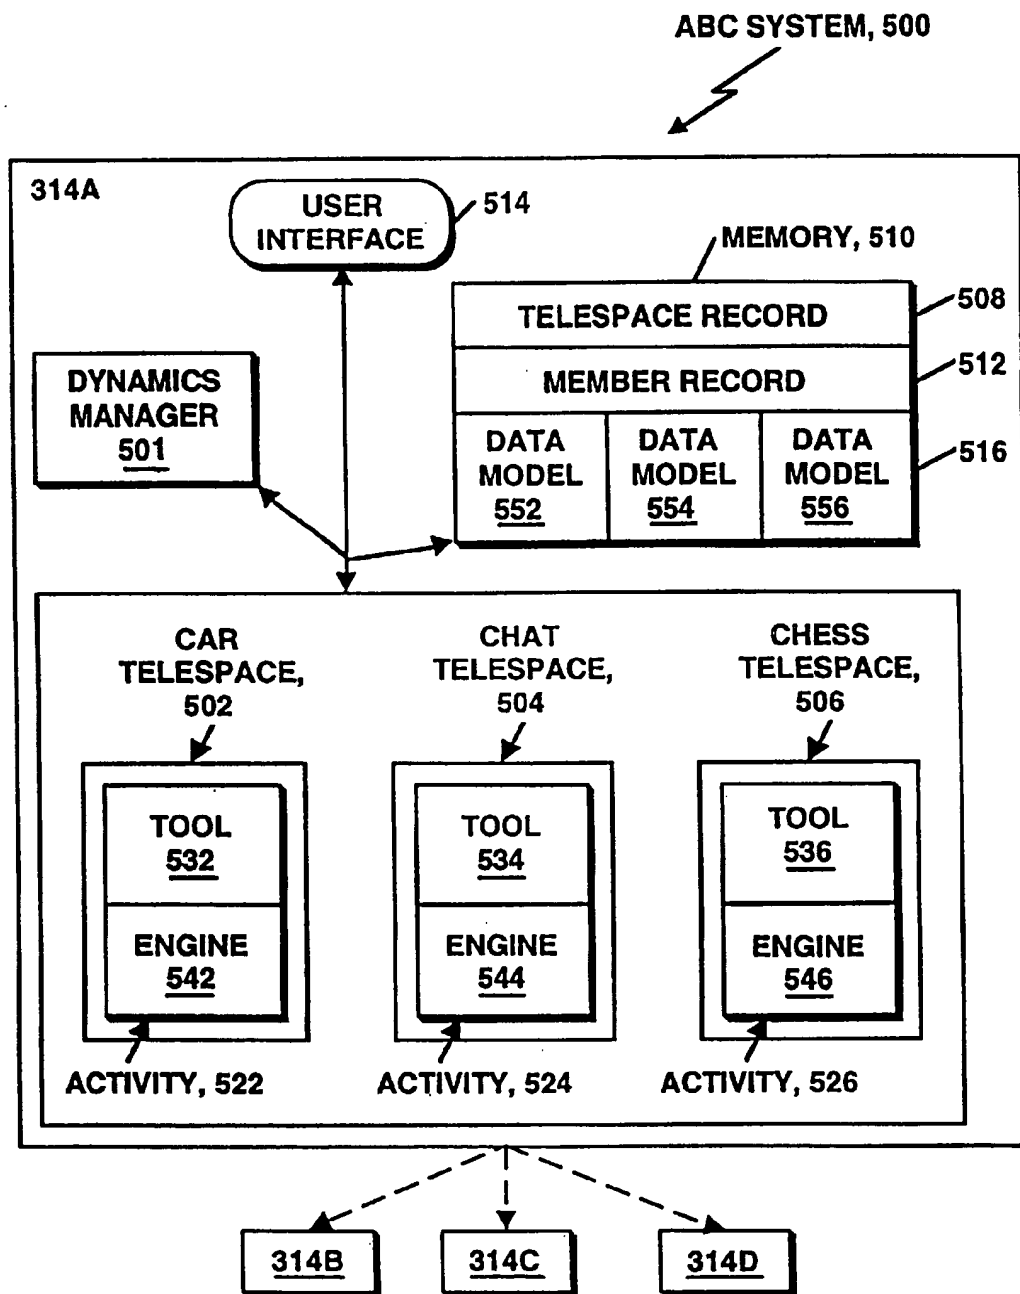 ABC SYSTEM, 500
314A
USER
INTERFACE
514
MEMORY, 510
TELESPACE RECORD
508
MEMBER RECORD
512
DYNAMICS
MANAGER
501
DATA
MODEL
552
DATA
MODEL
554
DATA
MODEL
556
516
CAR
TELESPACE,
502
CHAT
TELESPACE,
504
CHESS
TELESPACE,
506
TOOL
532
TOOL
534
TOOL
536
ENGINE
542
ENGINE
544
ENGINE
546
ACTIVITY, 522
ACTIVITY, 524
ACTIVITY, 526
314B
314C
314D